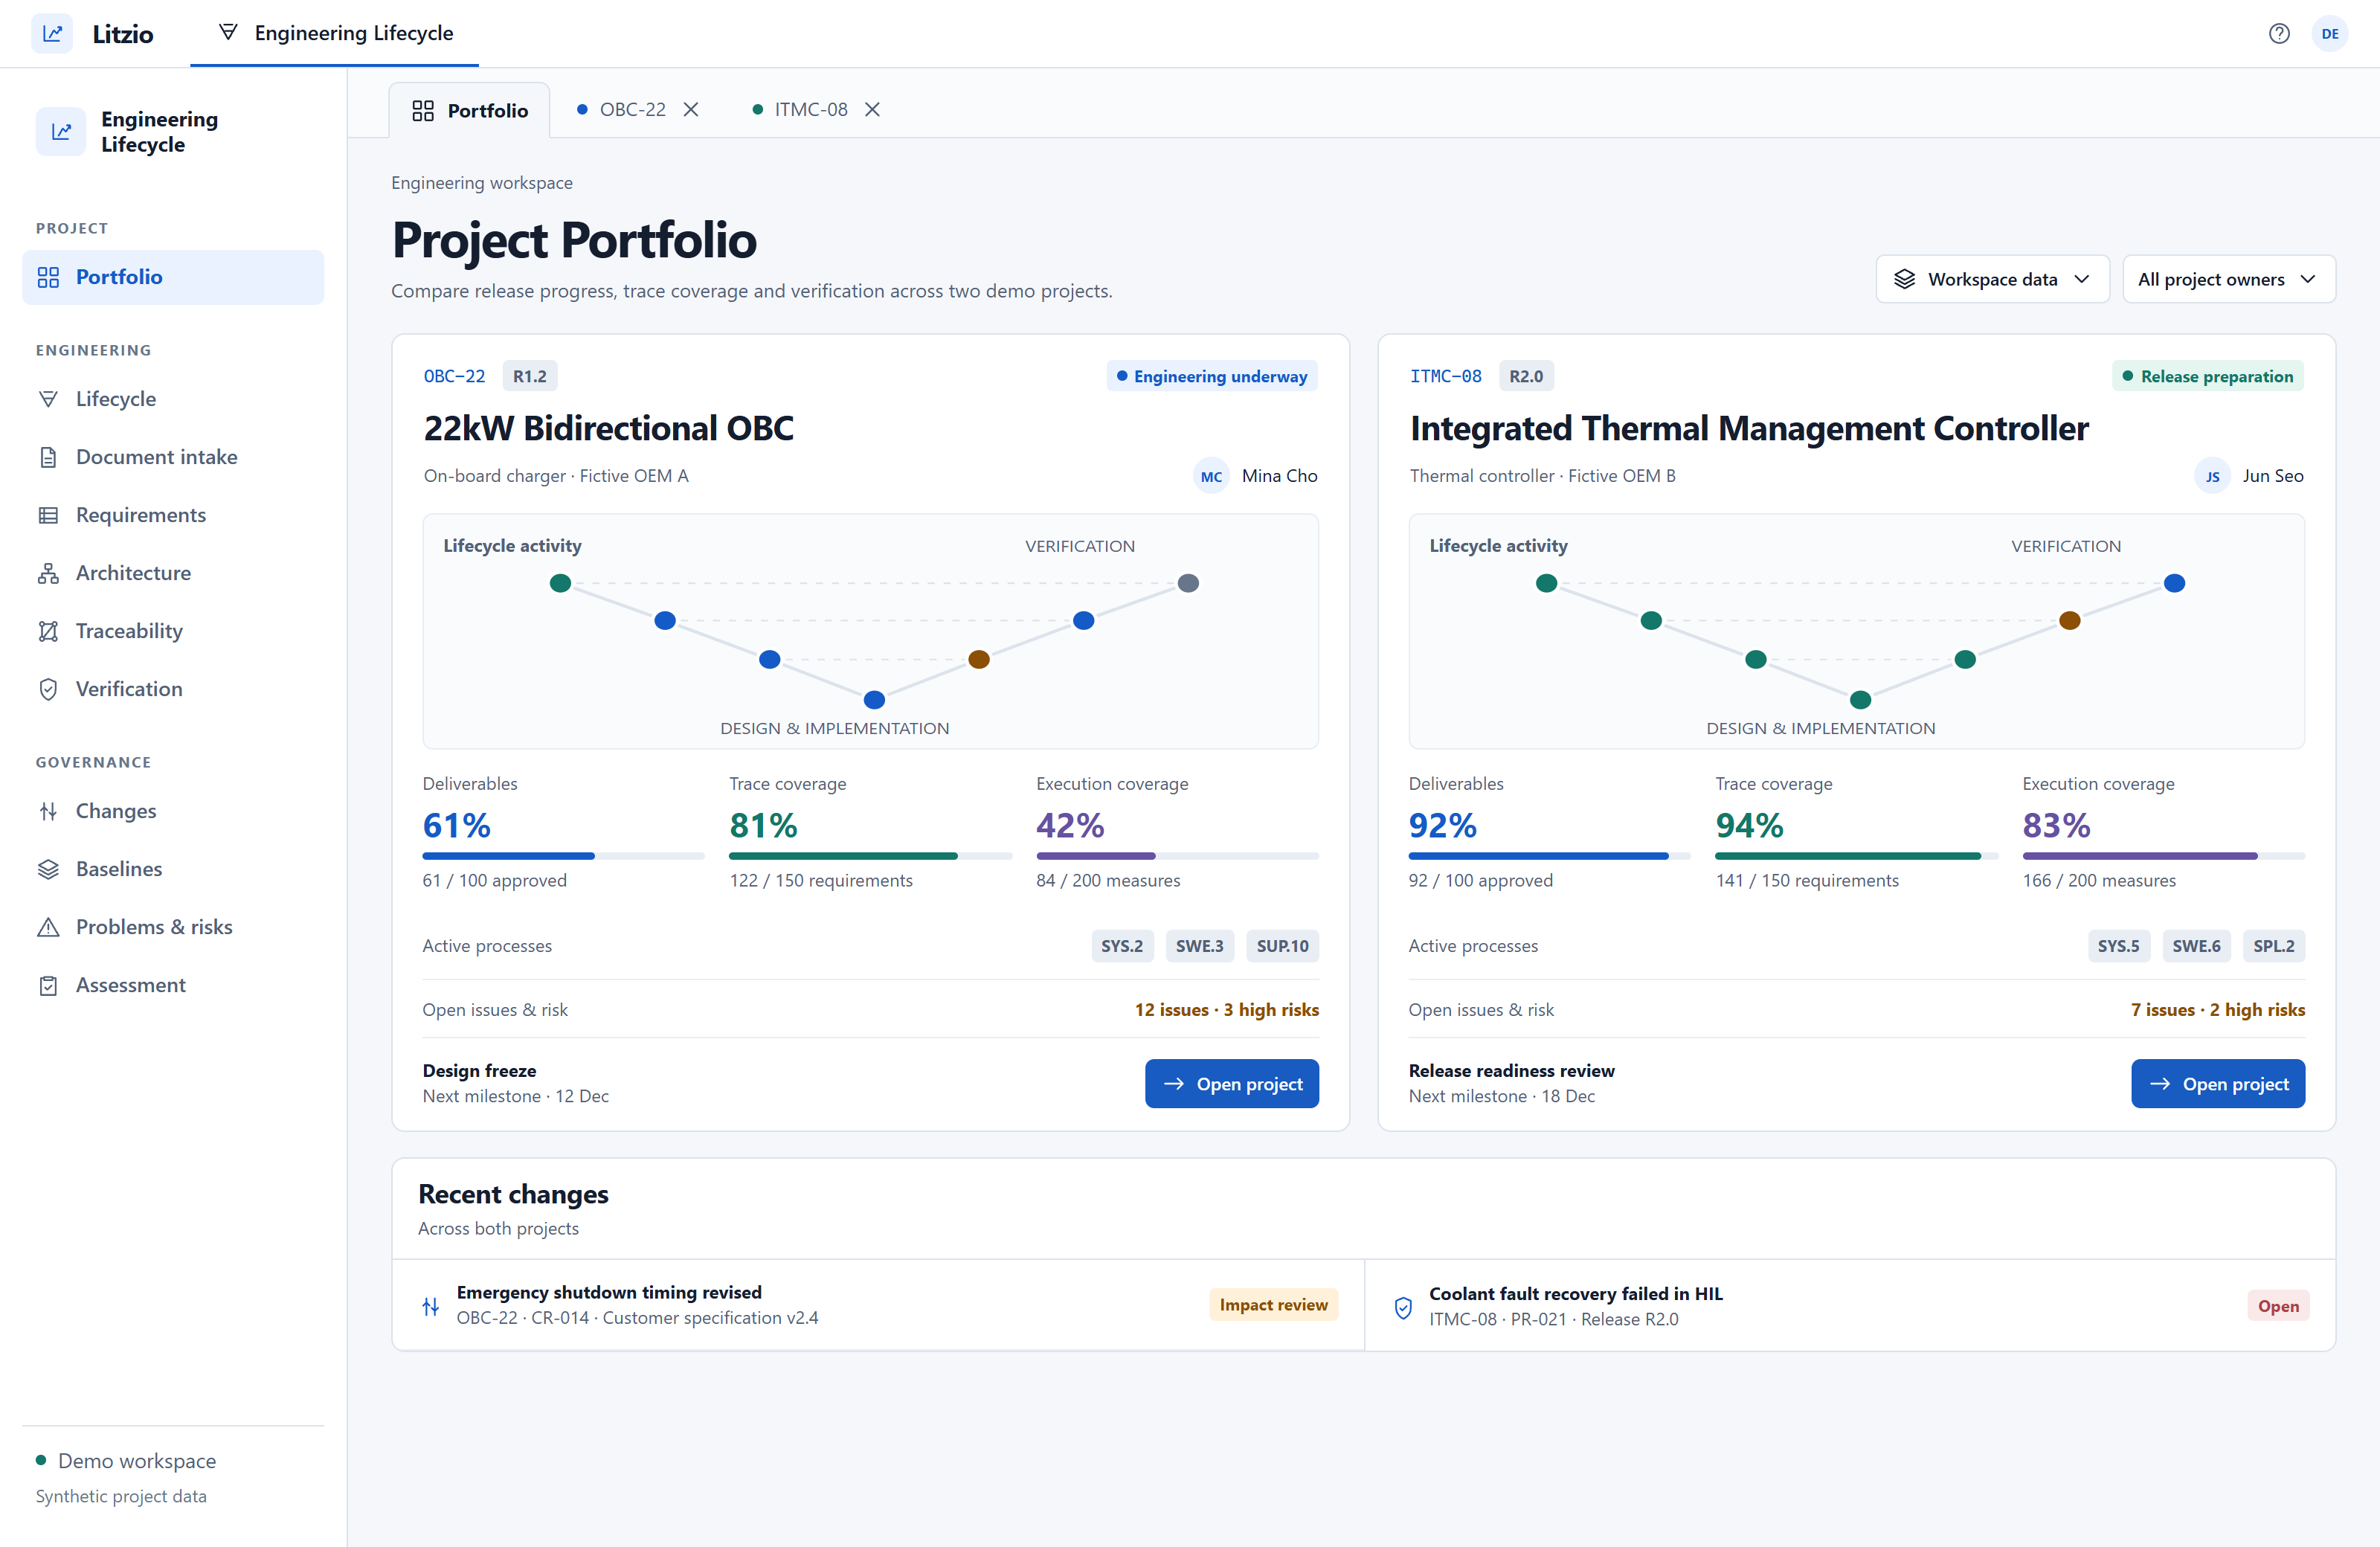 Litzio
Engineering Lifecycle
DE
Engineering
Lifecycle
PROJECT
Portfolio
ENGINEERING
Lifecycle
Document intake
Requirements
Architecture
Traceability
Verification
GOVERNANCE
Changes
Baselines
Problems & risks
Assessment
Demo workspace
Synthetic project data
Portfolio
OBC-22
ITMC-08
Engineering workspace
Project Portfolio
Compare release progress, trace coverage and verification across two demo projects.
Workspace data
All project owners
OBC-22 R1.2 Engineering underway
22kW Bidirectional OBC
On-board charger · Fictive OEM A
MC Mina Cho
Lifecycle activity
VERIFICATION
DESIGN & IMPLEMENTATION
Deliverables
61%
61 / 100 approved
Trace coverage
81%
122 / 150 requirements
Execution coverage
42%
84 / 200 measures
Active processes
SYS.2 SWE.3 SUP.10
Open issues & risk
12 issues · 3 high risks
Design freeze
Next milestone · 12 Dec
Open project
ITMC-08 R2.0 Release preparation
Integrated Thermal Management Controller
Thermal controller · Fictive OEM B
JS Jun Seo
Lifecycle activity
VERIFICATION
DESIGN & IMPLEMENTATION
Deliverables
92%
92 / 100 approved
Trace coverage
94%
141 / 150 requirements
Execution coverage
83%
166 / 200 measures
Active processes
SYS.5 SWE.6 SPL.2
Open issues & risk
7 issues · 2 high risks
Release readiness review
Next milestone · 18 Dec
Open project
Recent changes
Across both projects
Emergency shutdown timing revised
OBC-22 · CR-014 · Customer specification v2.4
Impact review
Coolant fault recovery failed in HIL
ITMC-08 · PR-021 · Release R2.0
Open